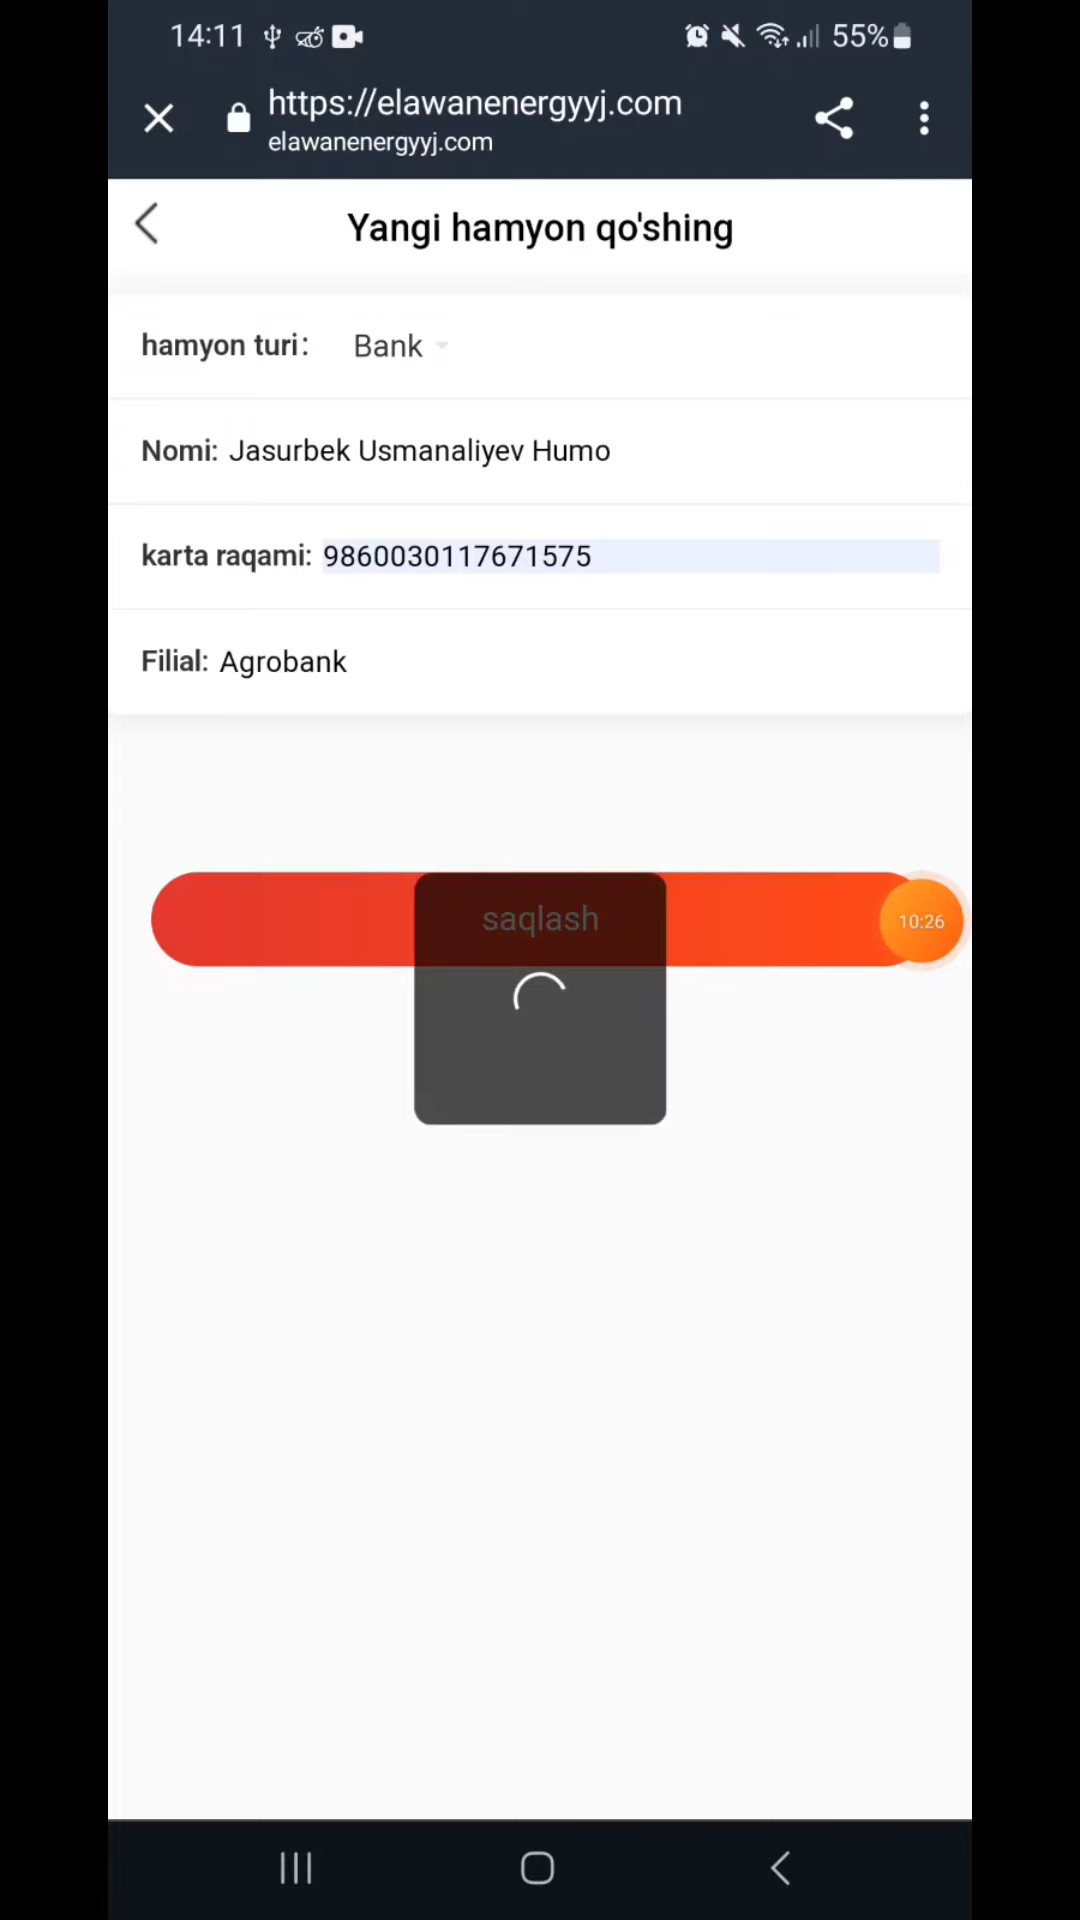 14:11
55%
https://elawanenergyyj.com
elawanenergyyj.com
Yangi hamyon qo'shing
hamyon turi: Bank
Nomi: Jasurbek Usmanaliyev Humo
karta raqami: 9860030117671575
Filial: Agrobank
saqlash
10:26